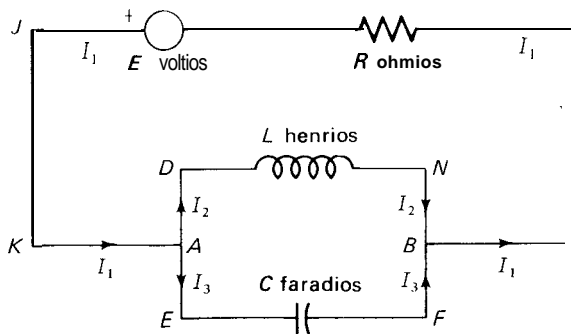 J + I₁ E voltios R ohmios I₁
L henrios
D N
I₂ I₂
K I₁ A B I₁
I₃ C faradios I₃
E F